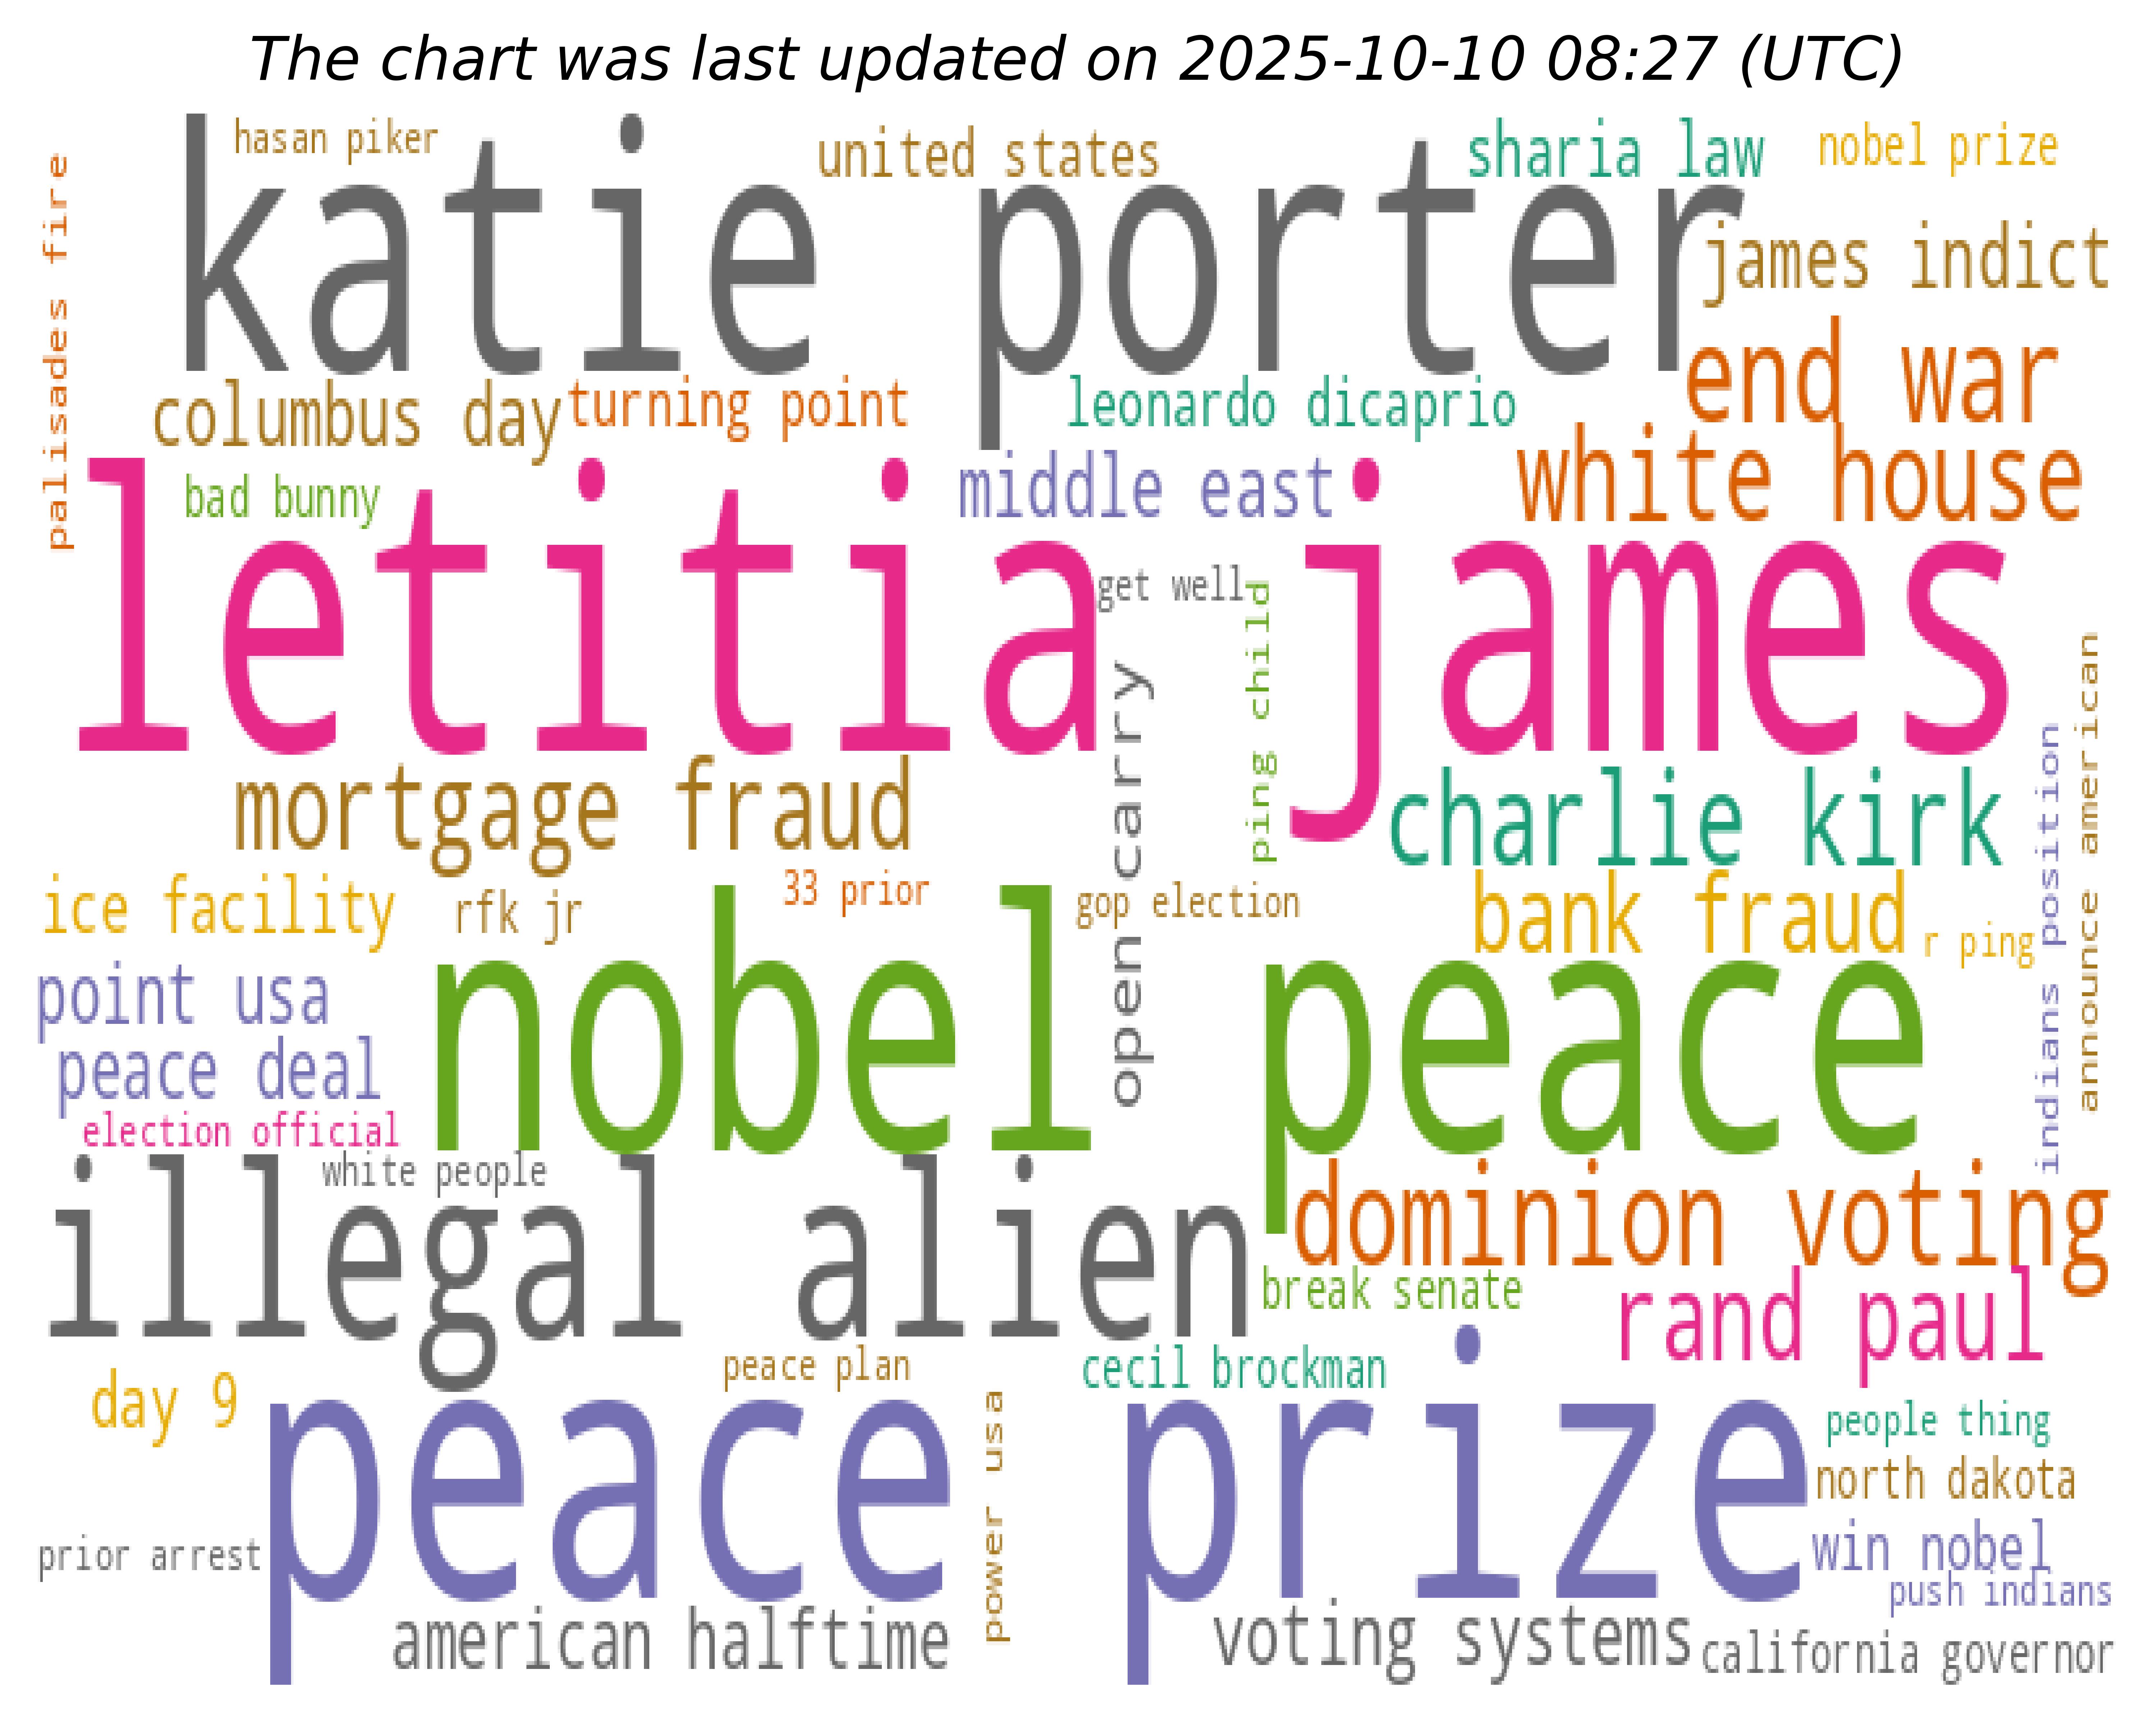 The chart was last updated on 2025-10-10 08:27 (UTC)
hasan piker
united states
sharia law
nobel prize
palisades fire
katie porter
james indict
end war
columbus day
turning point
leonardo dicaprio
white house
bad bunny
middle east
letitia james
get well
ping child
open carry
announce american
indians position
mortgage fraud
charlie kirk
ice facility
rfk jr
33 prior
gop election
bank fraud
r ping
point usa
nobel peace
peace deal
election official
white people
illegal alien
dominion voting
break senate
rand paul
day 9
peace plan
cecil brockman
peace prize
power usa
people thing
north dakota
prior arrest
win nobel
push indians
american halftime
voting systems
california governor